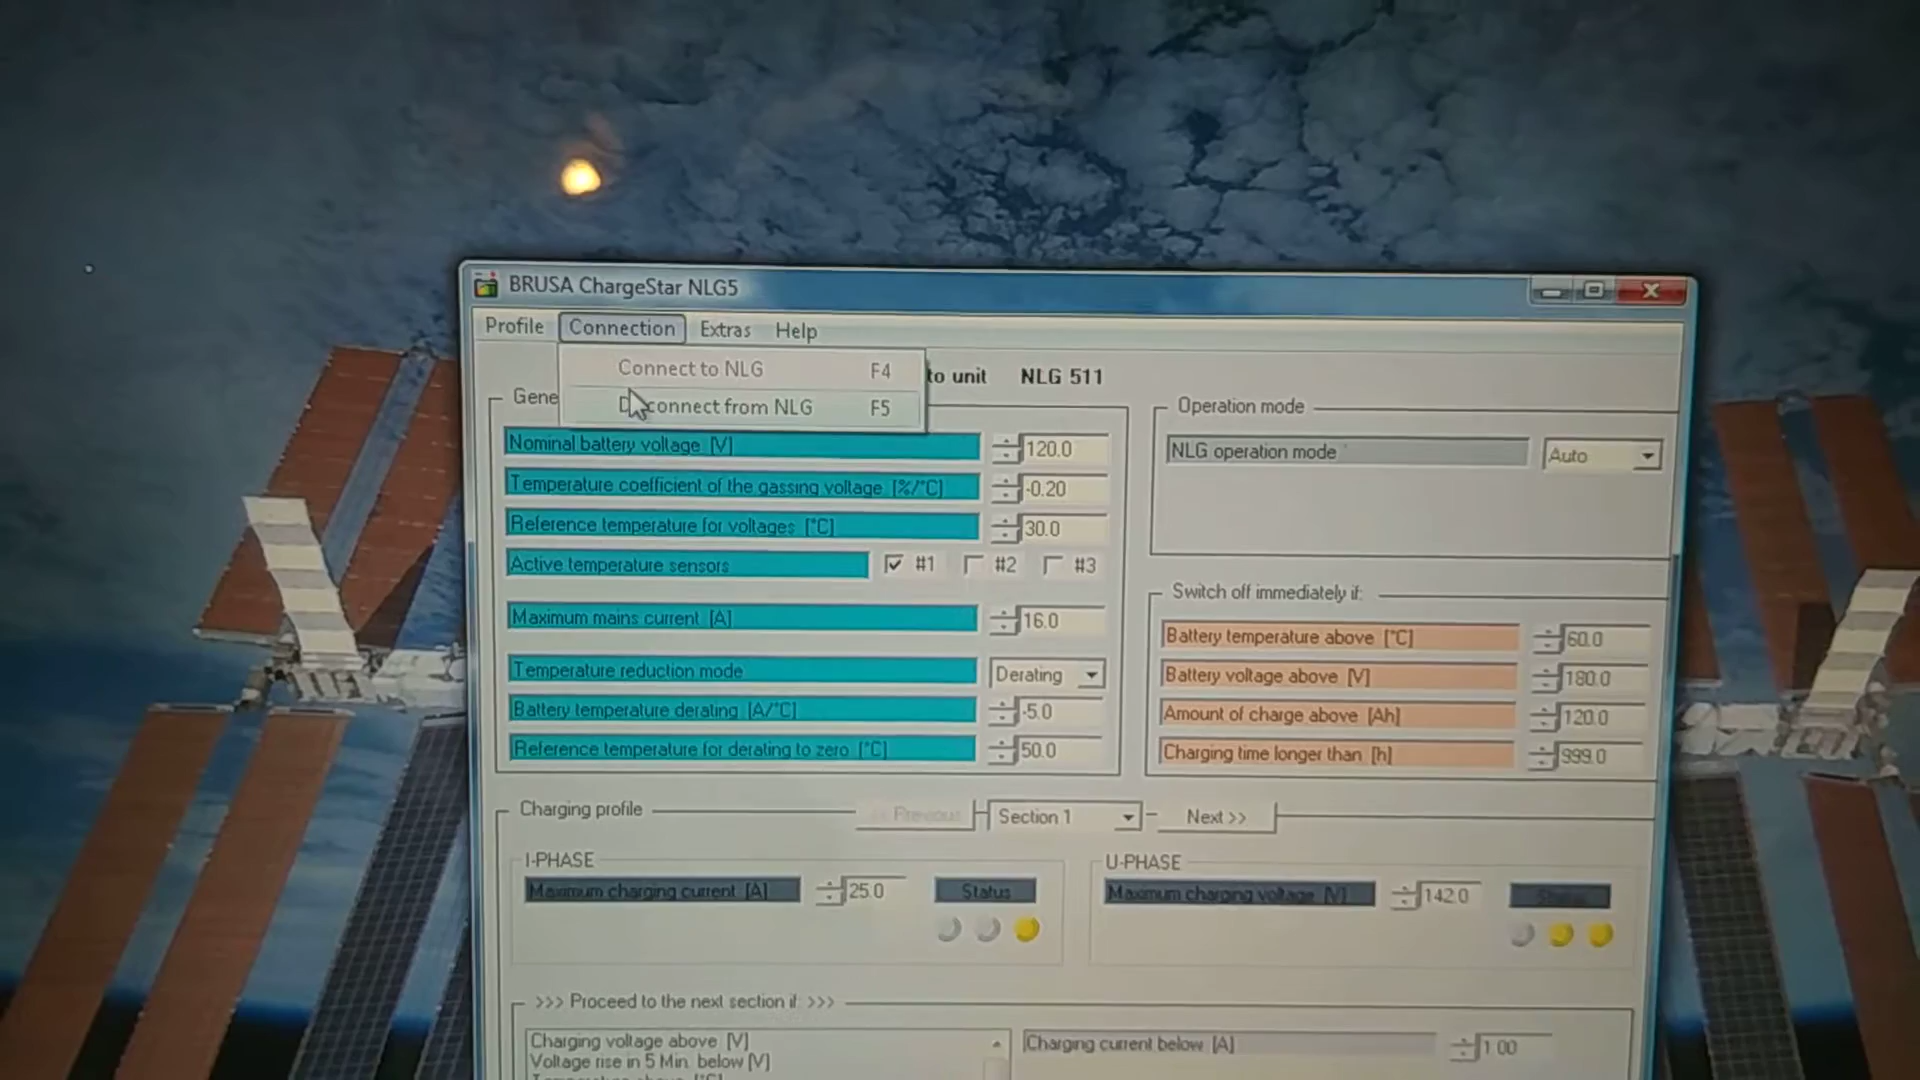 BRUSA ChargeStar NLG5
Profile Connection Extras Help
Connect to NLG F4
Disconnect from NLG F5
to unit NLG 511
Gene
Nominal battery voltage [V] 120.0
Temperature coefficient of the gassing voltage [%/°C] -0.20
Reference temperature for voltages [°C] 30.0
Active temperature sensors #1 #2 #3
Maximum mains current [A] 16.0
Temperature reduction mode Derating
Battery temperature derating [A/°C] -5.0
Reference temperature for derating to zero [°C] 50.0
Operation mode
NLG operation mode Auto
Switch off immediately if:
Battery temperature above [°C] 60.0
Battery voltage above [V] 180.0
Amount of charge above [Ah] 120.0
Charging time longer than [h] 999.0
Charging profile << Previous Section 1 Next >>
I-PHASE
Maximum charging current [A] 25.0 Status
U-PHASE
Maximum charging voltage [V] 142.0 Status
>>> Proceed to the next section if: >>>
Charging voltage above [V]
Voltage rise in 5 Min. below [V]
Charging current below [A] 1.00